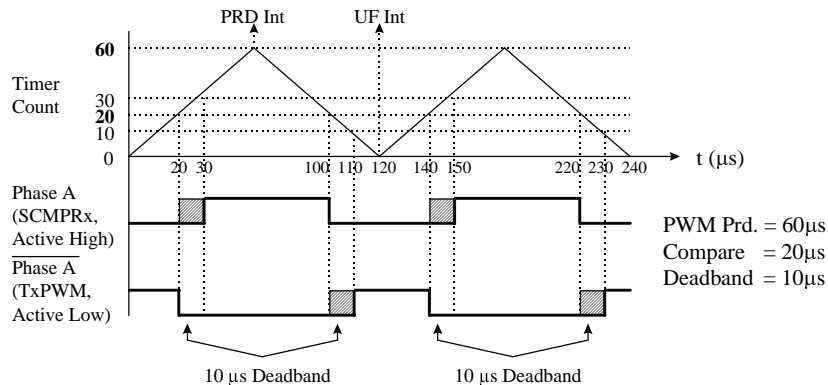 PRD Int
UF Int
60
Timer
Count
30
20
10
0
20 30 100 110 120 140 150 220 230 240
t (μs)
Phase A
(SCMPRx,
Active High)
Phase A
(TxPWM,
Active Low)
PWM Prd. = 60μs
Compare = 20μs
Deadband = 10μs
10 μs Deadband
10 μs Deadband